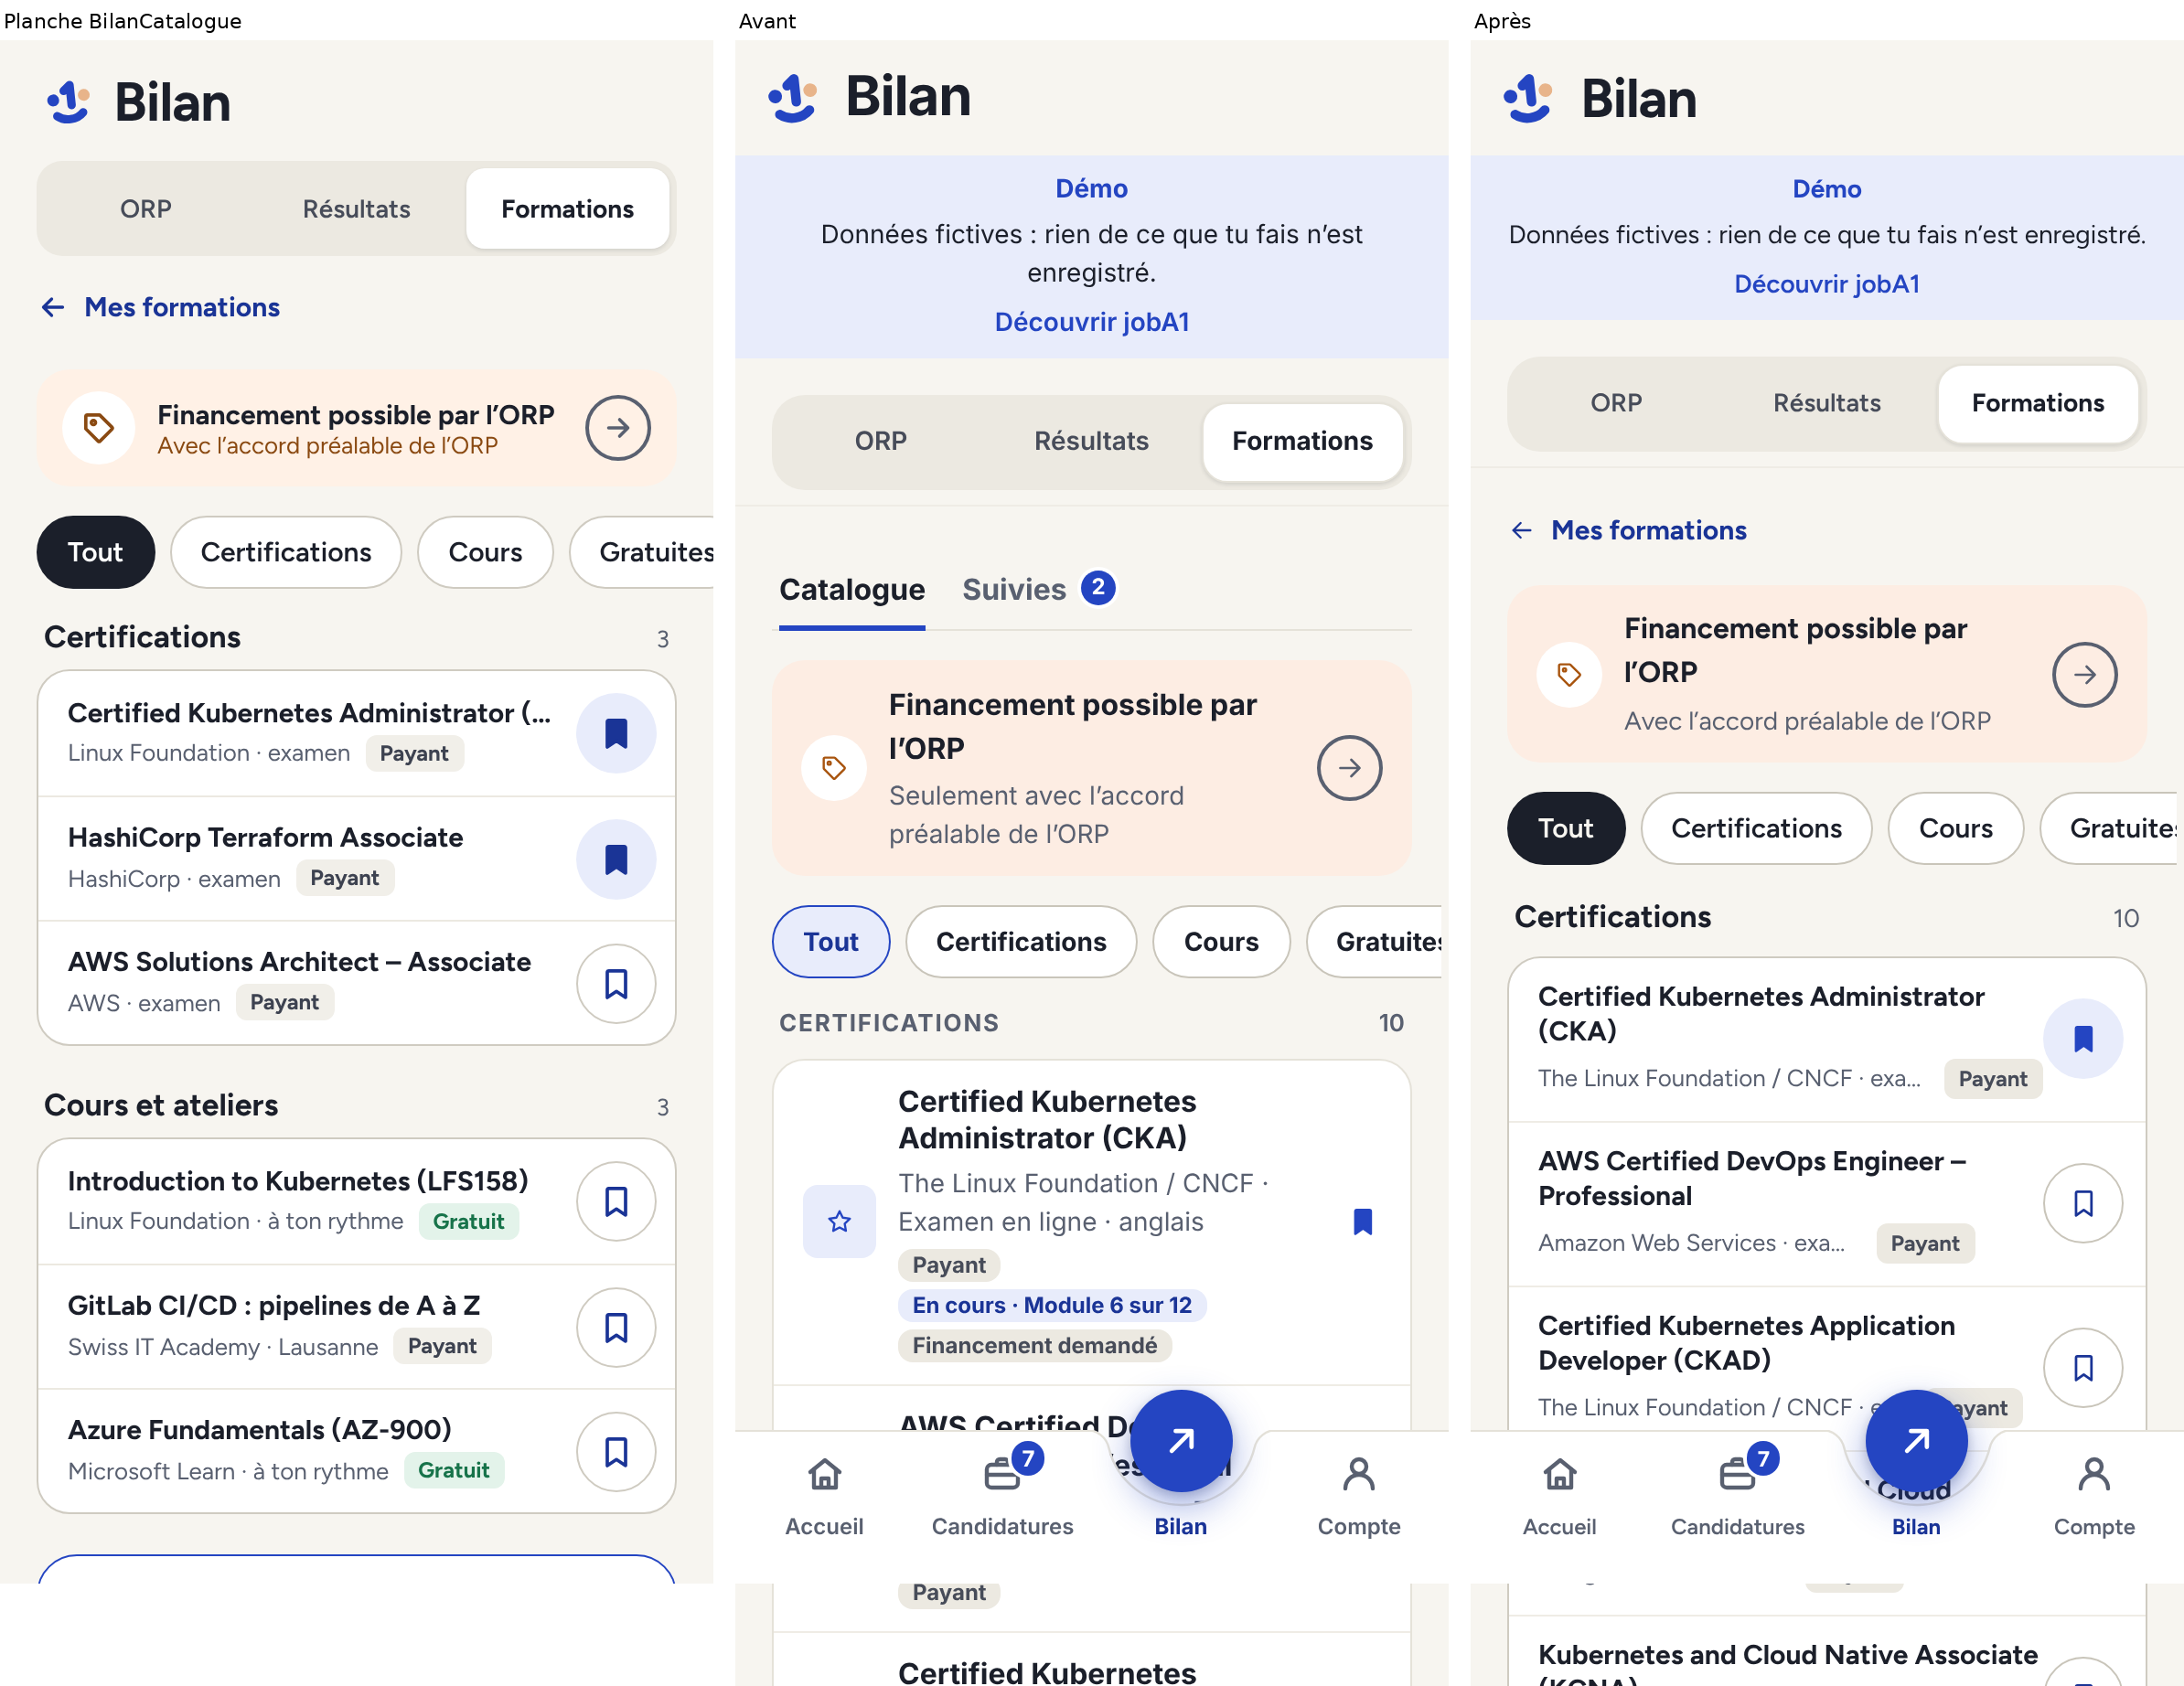 Planche BilanCatalogue
Bilan
ORP
Résultats
Formations
Mes formations
Financement possible par l’ORP
Avec l’accord préalable de l’ORP
Tout
Certifications
Cours
Gratuites
Certifications
3
Certified Kubernetes Administrator (…
Linux Foundation · examen
Payant
HashiCorp Terraform Associate
HashiCorp · examen
Payant
AWS Solutions Architect – Associate
AWS · examen
Payant
Cours et ateliers
3
Introduction to Kubernetes (LFS158)
Linux Foundation · à ton rythme
Gratuit
GitLab CI/CD : pipelines de A à Z
Swiss IT Academy · Lausanne
Payant
Azure Fundamentals (AZ-900)
Microsoft Learn · à ton rythme
Gratuit
Avant
Bilan
Démo
Données fictives : rien de ce que tu fais n’est
enregistré.
Découvrir jobA1
ORP
Résultats
Formations
Catalogue
Suivies
2
Financement possible par
l’ORP
Seulement avec l’accord
préalable de l’ORP
Tout
Certifications
Cours
Gratuites
CERTIFICATIONS
10
Certified Kubernetes
Administrator (CKA)
The Linux Foundation / CNCF ·
Examen en ligne · anglais
Payant
En cours · Module 6 sur 12
Financement demandé
AWS Certified
Accueil
7
Candidatures
Bilan
Compte
Payant
Certified Kubernetes
Après
Bilan
Démo
Données fictives : rien de ce que tu fais n’est enregistré.
Découvrir jobA1
ORP
Résultats
Formations
Mes formations
Financement possible par
l’ORP
Avec l’accord préalable de l’ORP
Tout
Certifications
Cours
Gratuites
Certifications
10
Certified Kubernetes Administrator
(CKA)
The Linux Foundation / CNCF · exa…
Payant
AWS Certified DevOps Engineer –
Professional
Amazon Web Services · exa…
Payant
Certified Kubernetes Application
Developer (CKAD)
The Linux Foundation / CNCF ·
Payant
Cloud
Accueil
7
Candidatures
Bilan
Compte
Kubernetes and Cloud Native Associate
(KCNA)